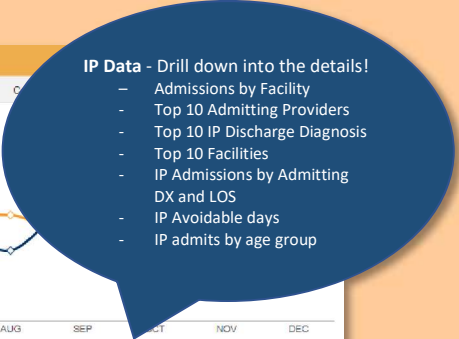 IP Data - Drill down into the details!
– Admissions by Facility
- Top 10 Admitting Providers
- Top 10 IP Discharge Diagnosis
- Top 10 Facilities
- IP Admissions by Admitting
DX and LOS
- IP Avoidable days
- IP admits by age group
AUG SEP OCT NOV DEC